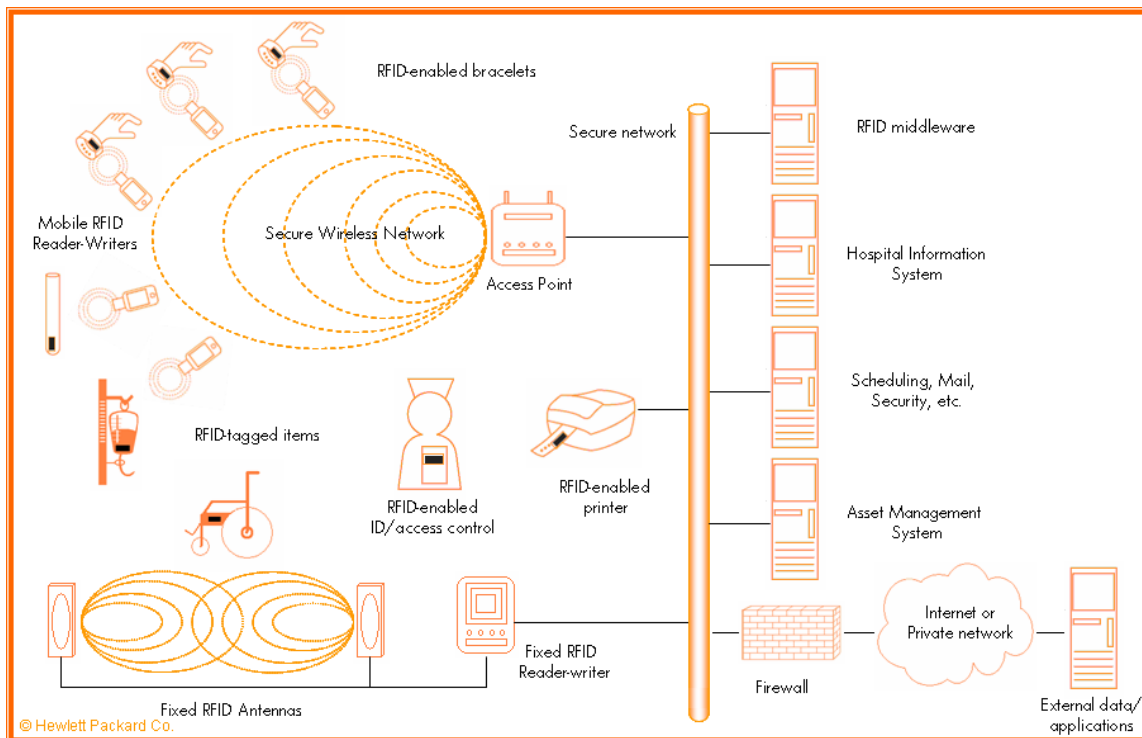 RFID-enabled bracelets
Secure network
RFID middleware
Mobile RFID
Reader-Writers
Secure Wireless Network
Access Point
Hospital Information
System
Scheduling, Mail,
Security, etc.
RFID-tagged items
RFID-enabled
ID/access control
RFID-enabled
printer
Asset Management
System
Fixed RFID
Reader-writer
Fixed RFID Antennas
Firewall
Internet or
Private network
External data/
applications
© Hewlett Packard Co.